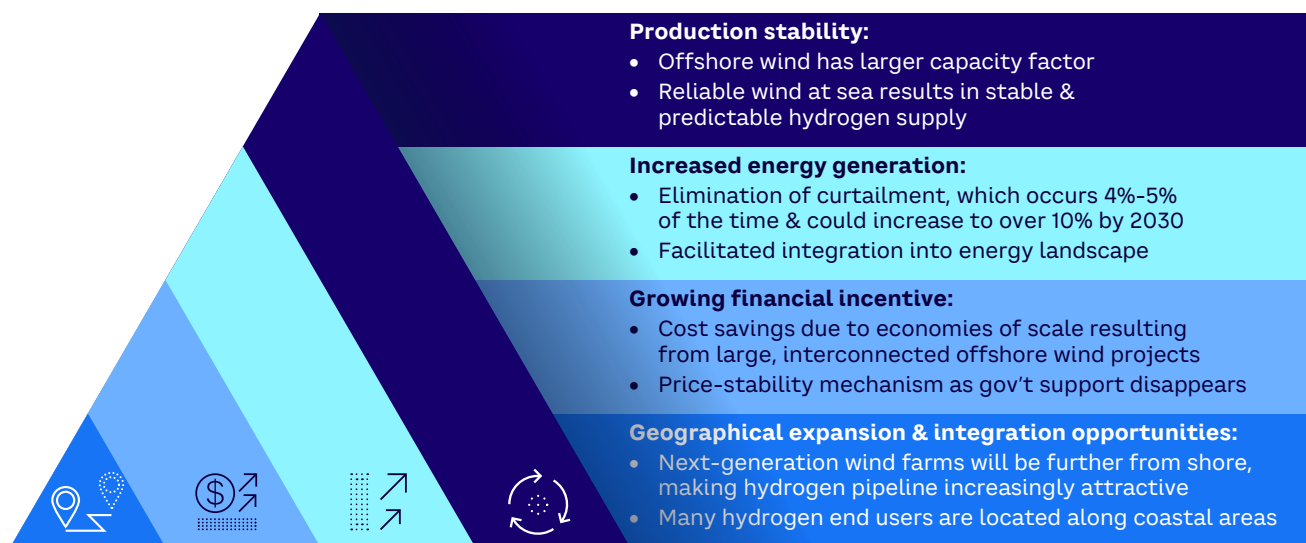 Production stability:
• Offshore wind has larger capacity factor
• Reliable wind at sea results in stable &
predictable hydrogen supply
Increased energy generation:
• Elimination of curtailment, which occurs 4%-5%
of the time & could increase to over 10% by 2030
• Facilitated integration into energy landscape
Growing financial incentive:
• Cost savings due to economies of scale resulting
from large, interconnected offshore wind projects
• Price-stability mechanism as gov't support disappears
Geographical expansion & integration opportunities:
• Next-generation wind farms will be further from shore,
making hydrogen pipeline increasingly attractive
• Many hydrogen end users are located along coastal areas
$